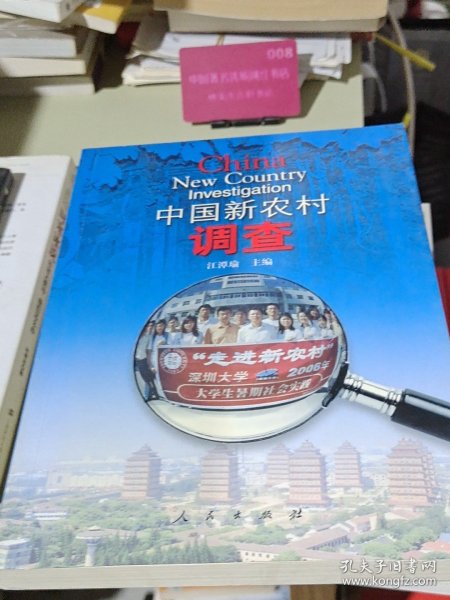 008
China
New Country
Investigation
中国新农村
调查
江潭瑜 主编
“走进新农村”
深圳大学 2006年
大学生暑期社会实践
人民出版社
孔夫子旧书网
www.kongfz.com